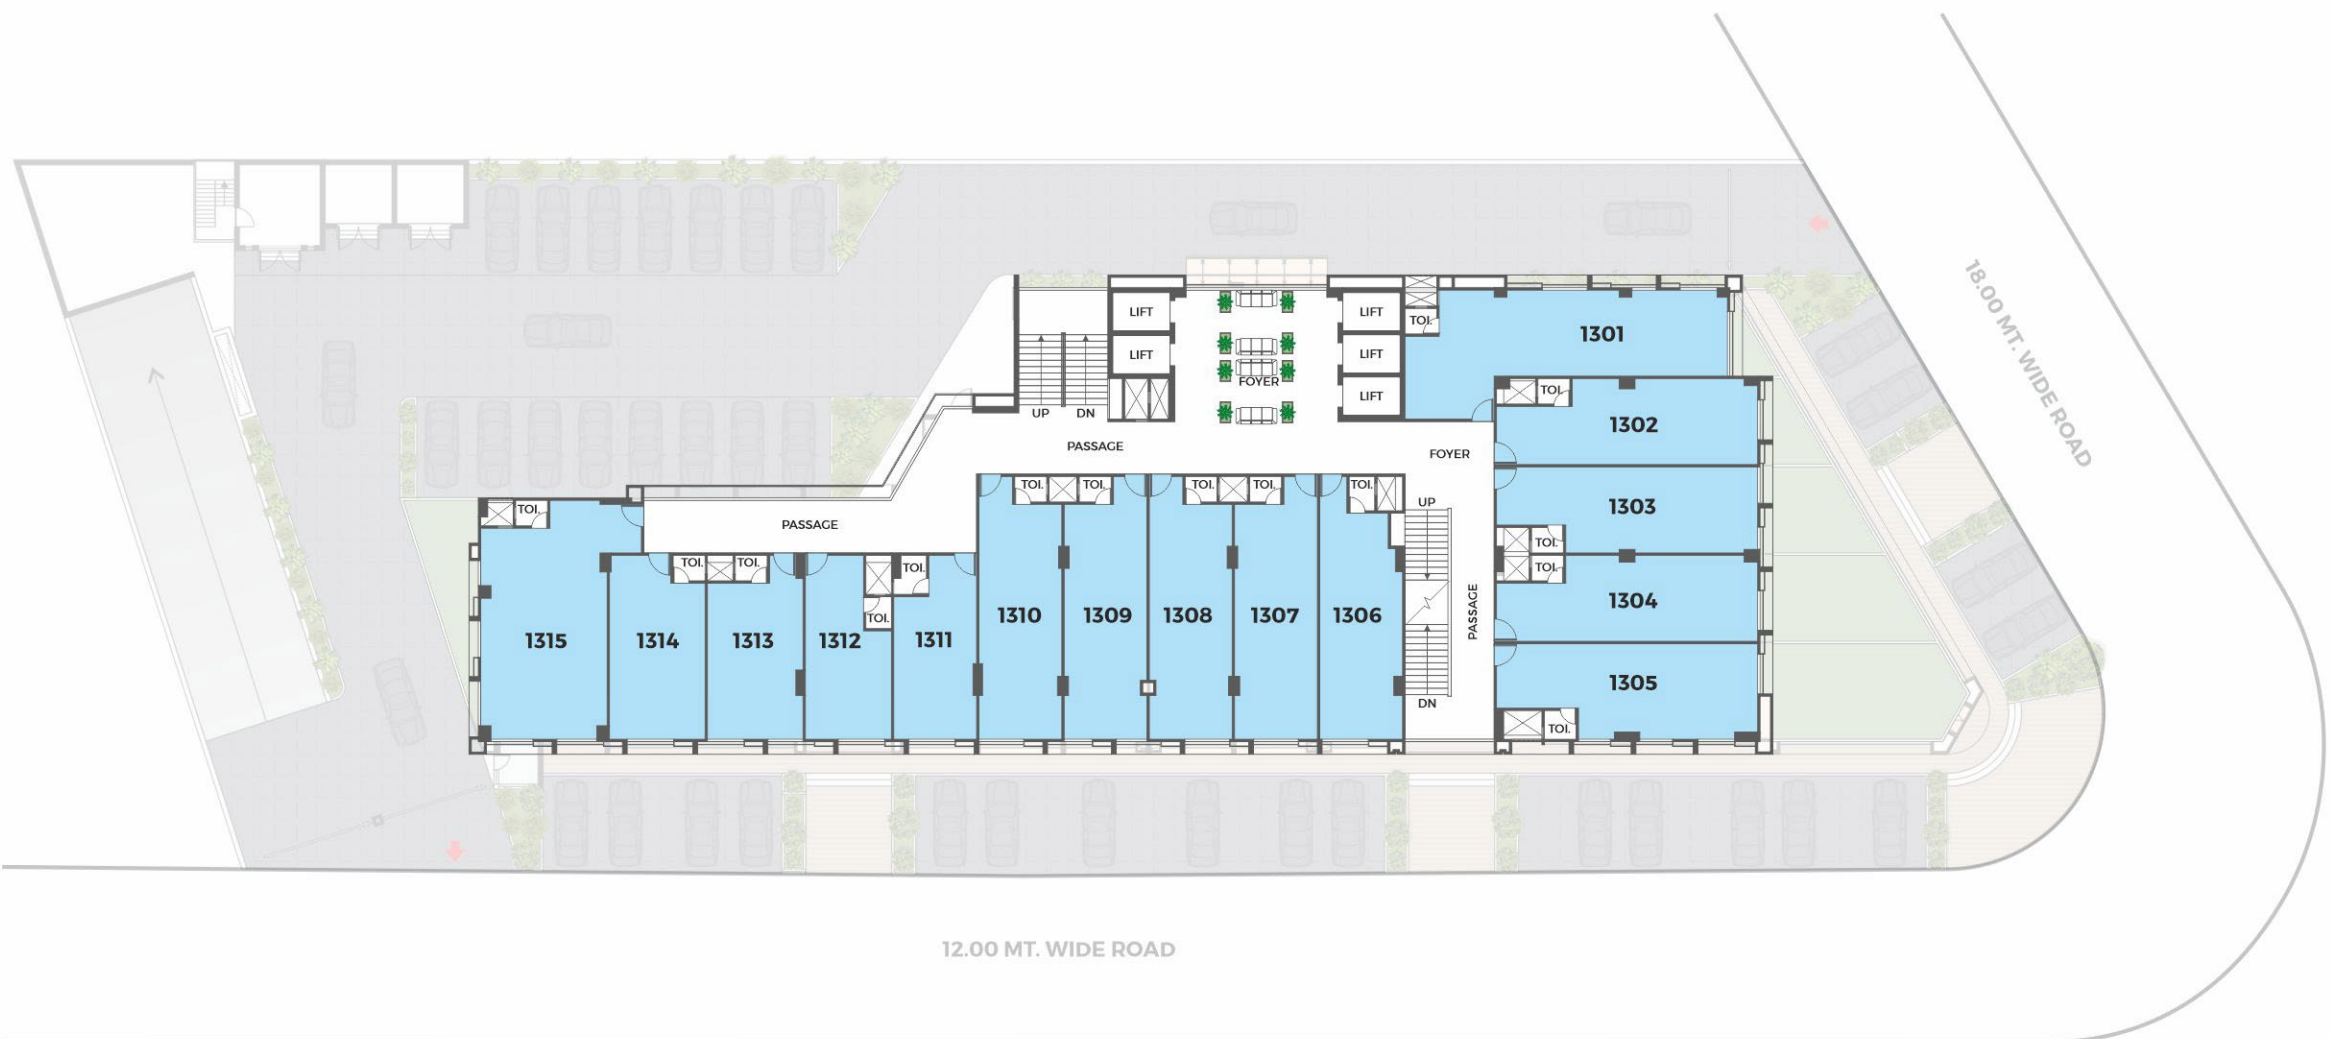 LIFT
LIFT
LIFT
LIFT
LIFT
FOYER
TOI.
1301
UP
DN
PASSAGE
FOYER
TOI.
1302
1303
TOI.
TOI.
1304
1305
TOI.
UP
DN
PASSAGE
TOI.
TOI.
TOI.
TOI.
TOI.
1310
1309
1308
1307
1306
PASSAGE
TOI.
TOI.
TOI.
TOI.
TOI.
1315
1314
1313
1312
1311
18.00 MT. WIDE ROAD
12.00 MT. WIDE ROAD